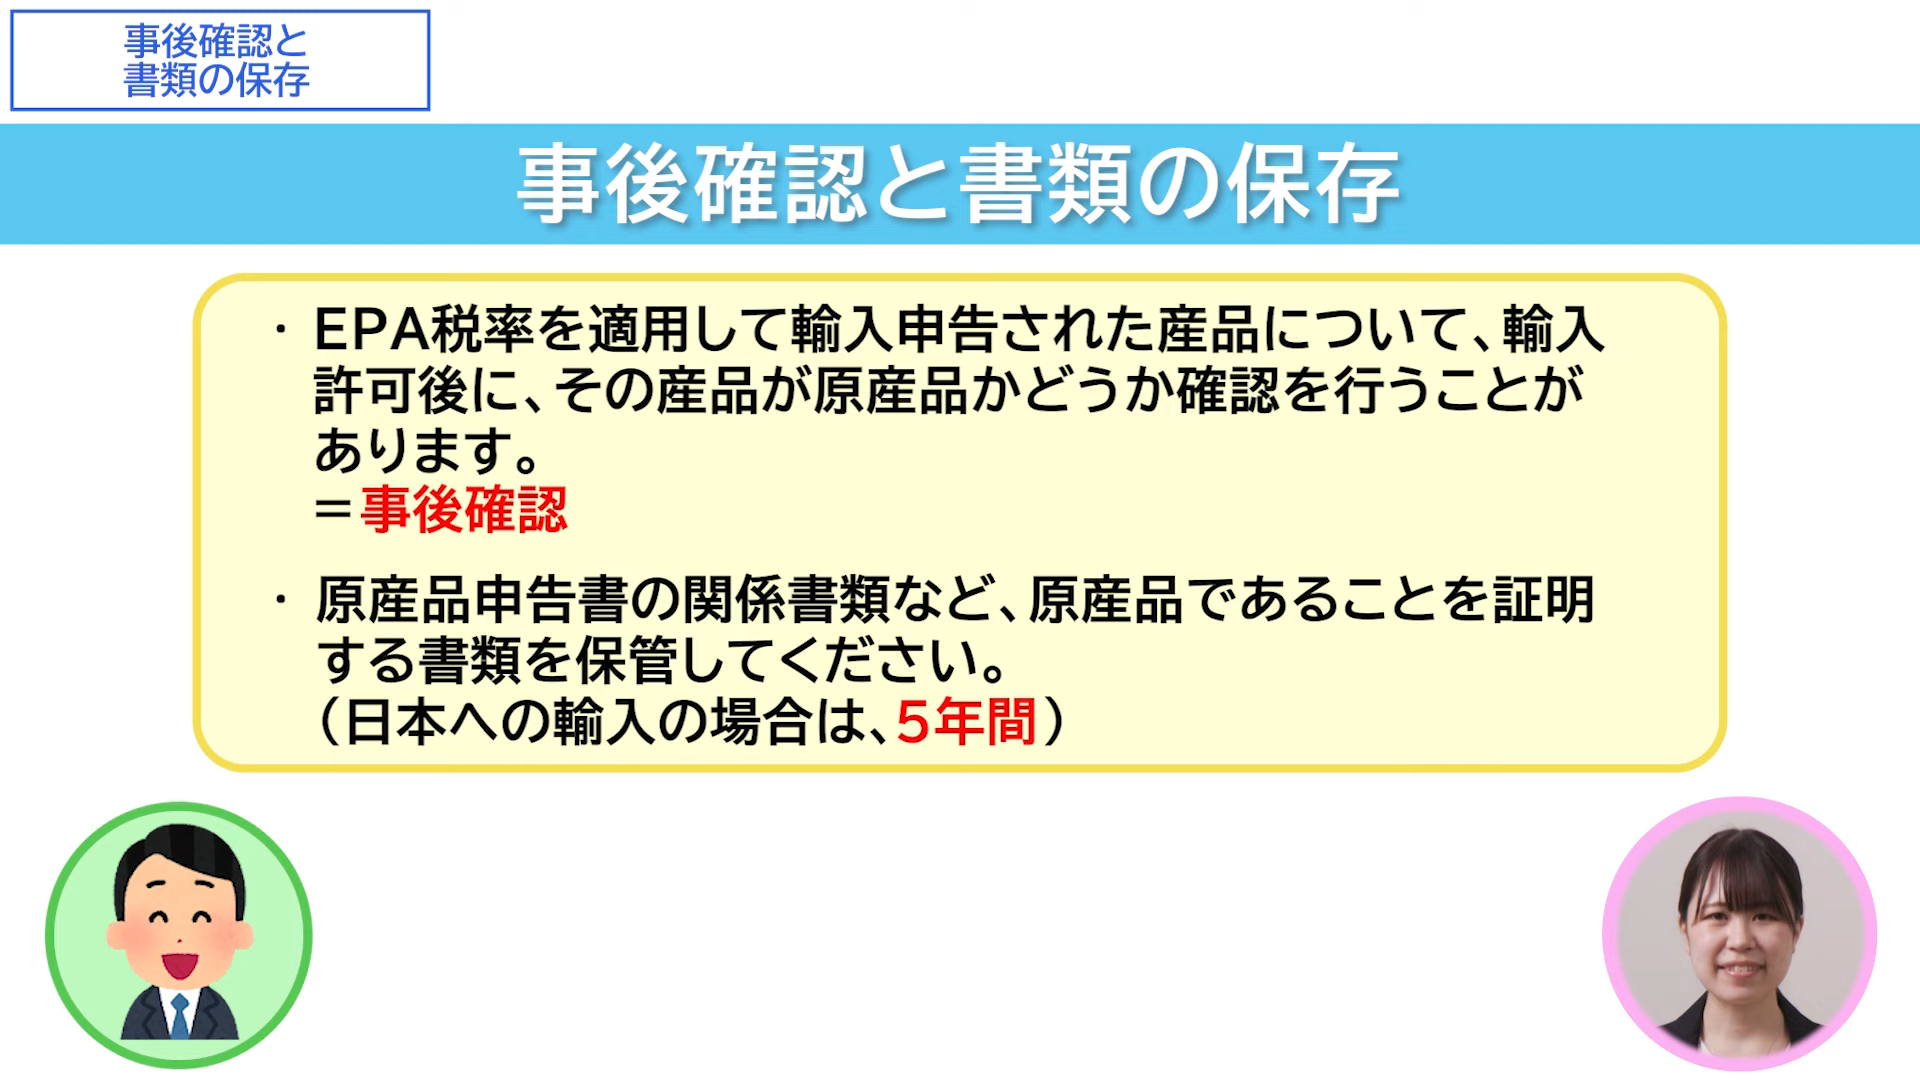 事後確認と
書類の保存
事後確認と書類の保存
・EPA税率を適用して輸入申告された産品について、輸入
許可後に、その産品が原産品かどうか確認を行うことが
あります。
＝事後確認
・原産品申告書の関係書類など、原産品であることを証明
する書類を保管してください。
（日本への輸入の場合は、5年間）